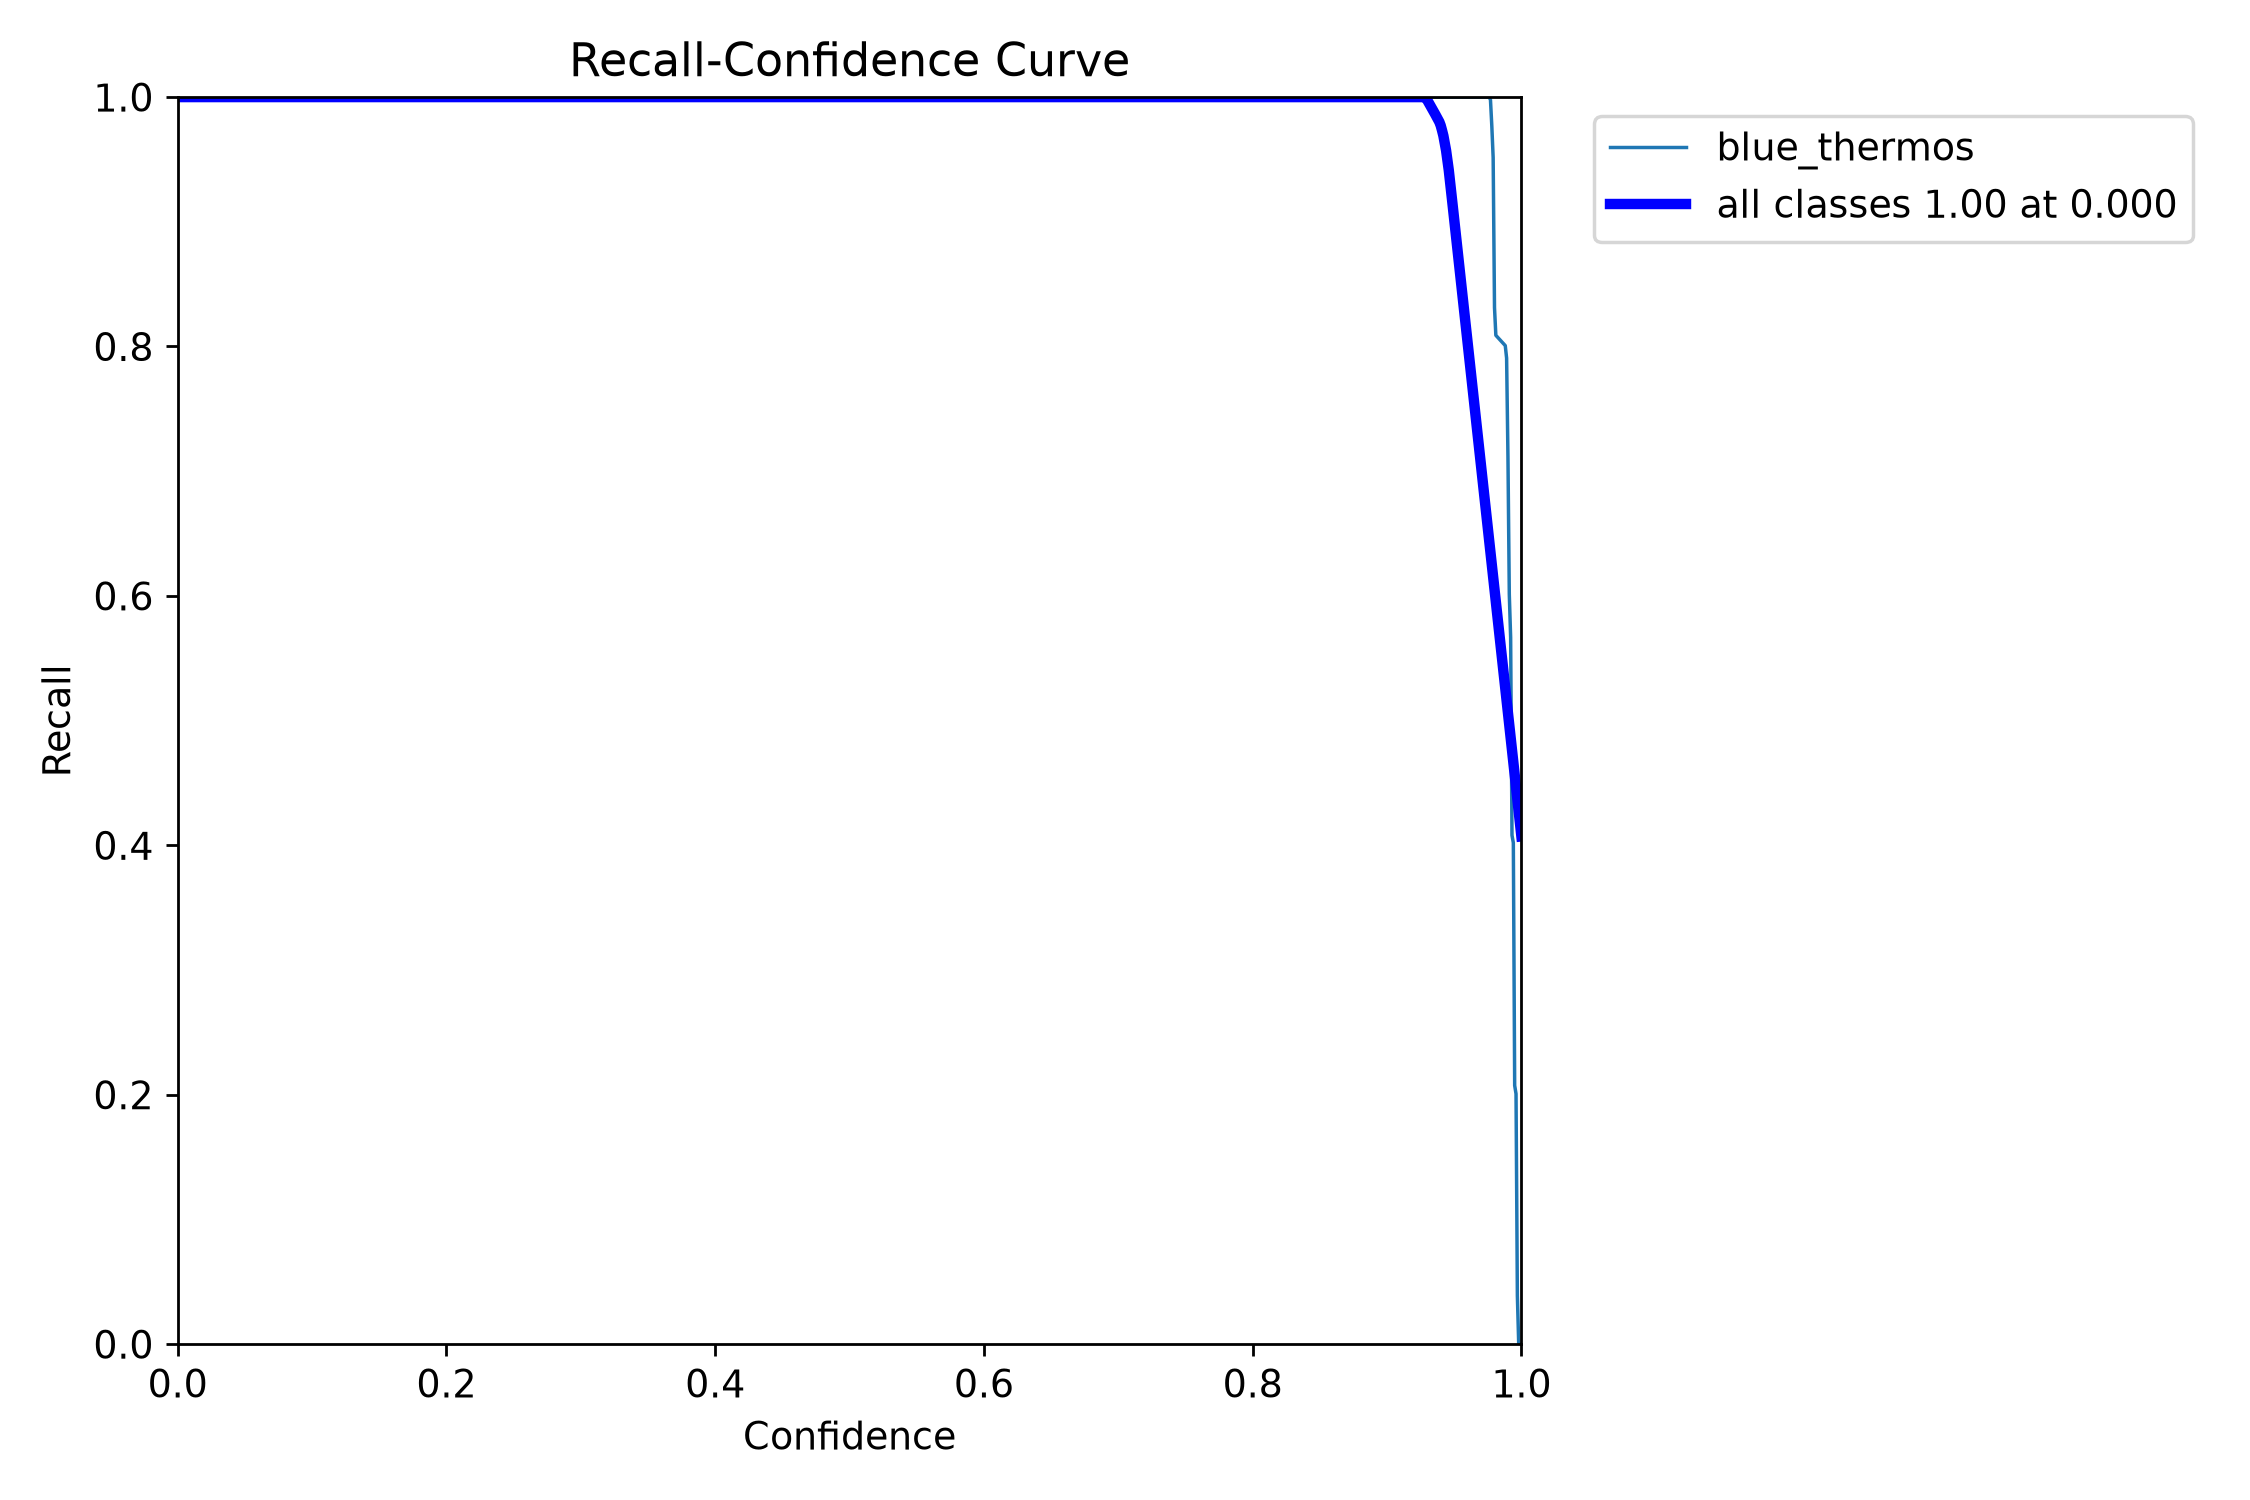 Recall-Confidence Curve
1.0
0.8
0.6
0.4
0.2
0.0
Recall
0.0 0.2 0.4 0.6 0.8 1.0
Confidence
blue_thermos
all classes 1.00 at 0.000